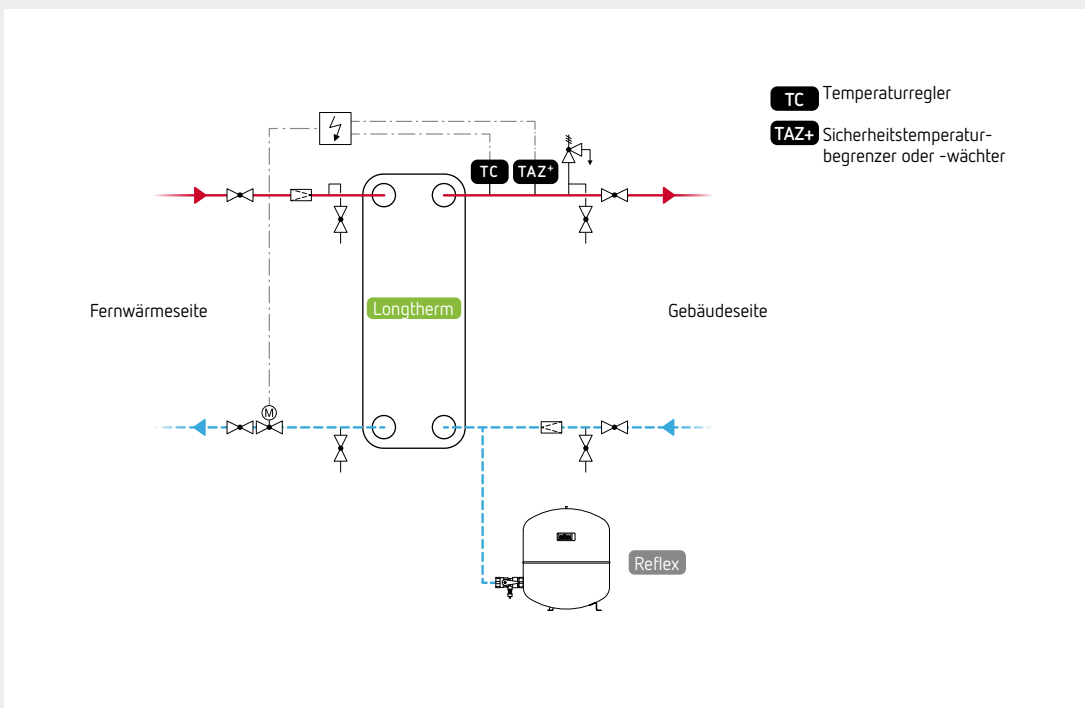 TC Temperaturregler
TAZ+ Sicherheitstemperatur-
begrenzer oder -wächter
TC TAZ+
Fernwärmeseite
Longtherm
Gebäudeseite
M
Reflex